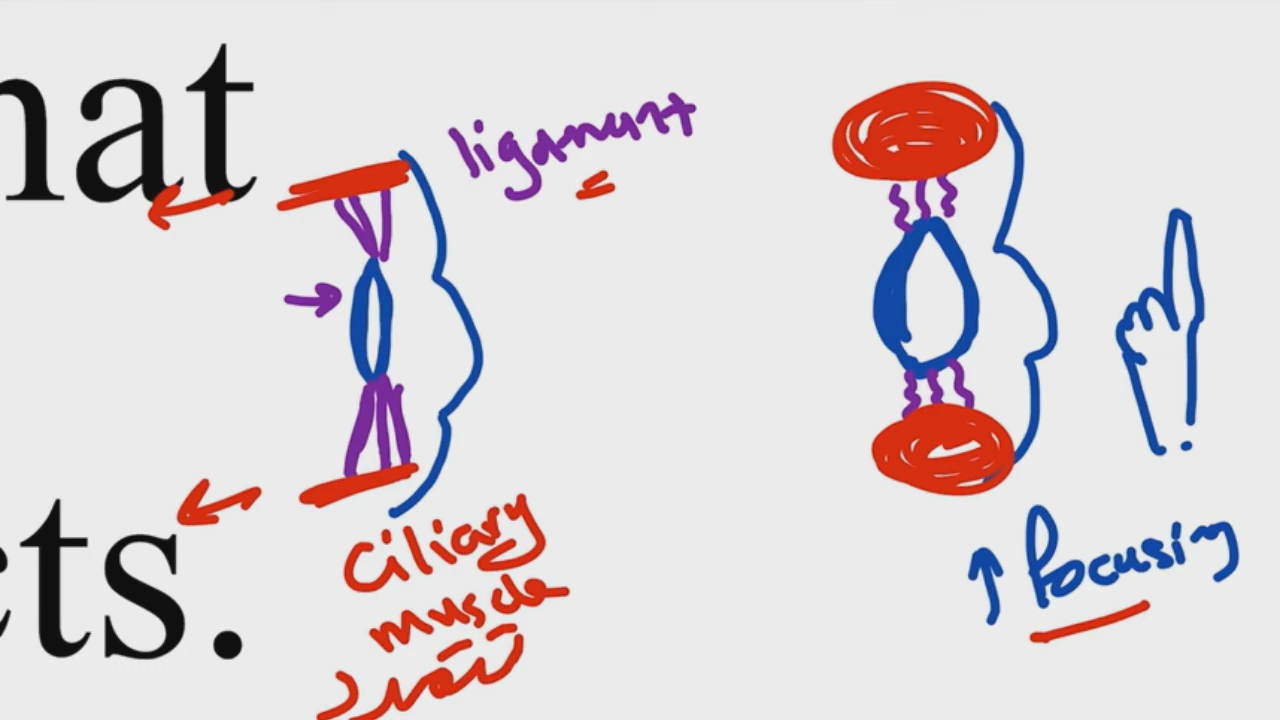 hat
ligament
cts.
Ciliary
muscle
↑ focusing